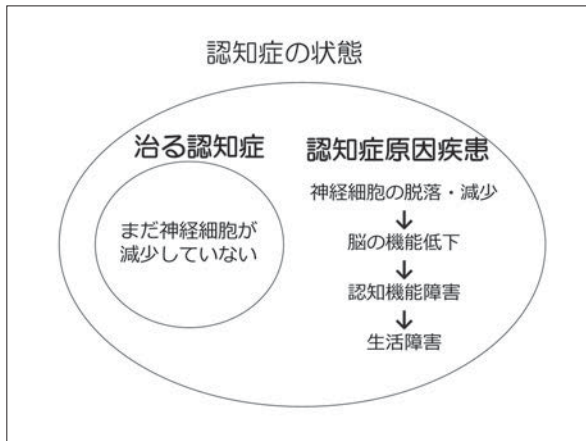 認知症の状態
治る認知症
まだ神経細胞が
減少していない
認知症原因疾患
神経細胞の脱落・減少
↓
脳の機能低下
↓
認知機能障害
↓
生活障害